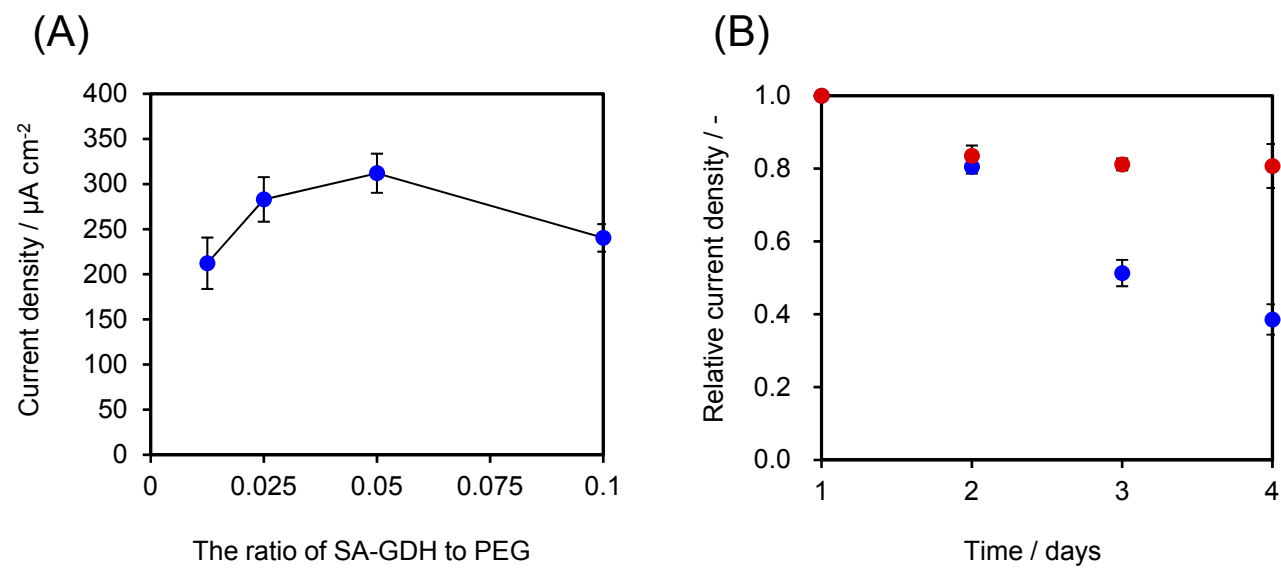 (A)
400
350
300
250
200
150
100
50
0
0 0.025 0.05 0.075 0.1
Current density / μA cm⁻²
The ratio of SA-GDH to PEG
(B)
1.0
0.8
0.6
0.4
0.2
0.0
1 2 3 4
Relative current density / -
Time / days